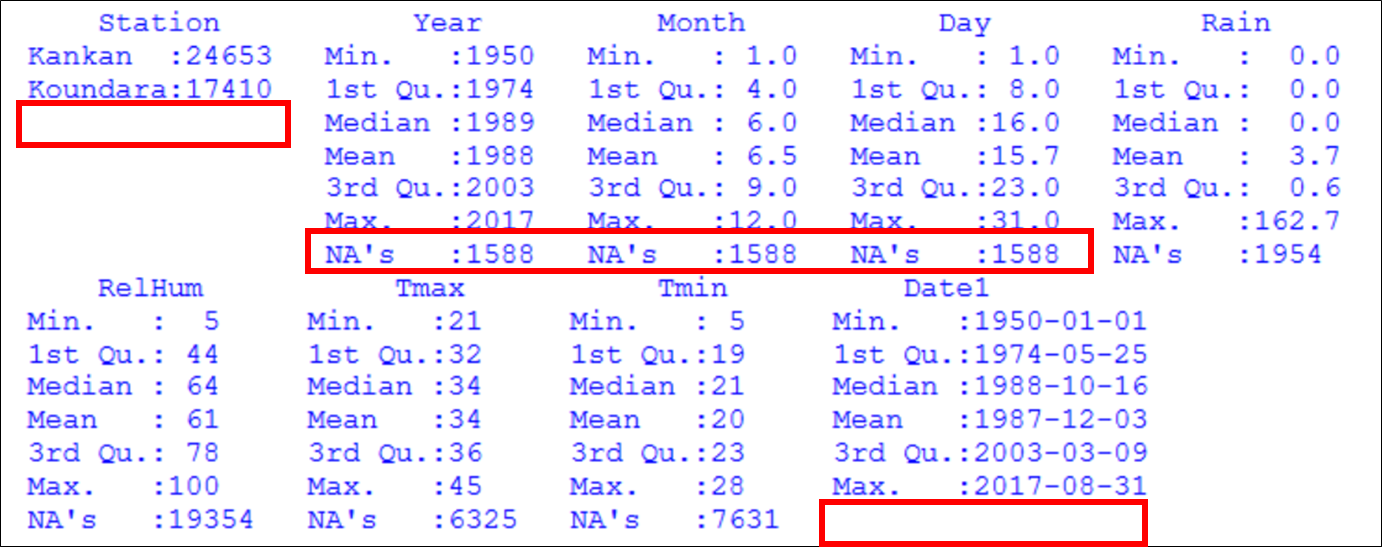 Station Year Month Day Rain
Kankan :24653 Min. :1950 Min. : 1.0 Min. : 1.0 Min. : 0.0
Koundara:17410 1st Qu.:1974 1st Qu.: 4.0 1st Qu.: 8.0 1st Qu.: 0.0
Median :1989 Median : 6.0 Median :16.0 Median : 0.0
Mean :1988 Mean : 6.5 Mean :15.7 Mean : 3.7
3rd Qu.:2003 3rd Qu.: 9.0 3rd Qu.:23.0 3rd Qu.: 0.6
Max. :2017 Max. :12.0 Max. :31.0 Max. :162.7
NA's :1588 NA's :1588 NA's :1588 NA's :1954
RelHum Tmax Tmin Date1
Min. : 5 Min. :21 Min. : 5 Min. :1950-01-01
1st Qu.: 44 1st Qu.:32 1st Qu.:19 1st Qu.:1974-05-25
Median : 64 Median :34 Median :21 Median :1988-10-16
Mean : 61 Mean :34 Mean :20 Mean :1987-12-03
3rd Qu.: 78 3rd Qu.:36 3rd Qu.:23 3rd Qu.:2003-03-09
Max. :100 Max. :45 Max. :28 Max. :2017-08-31
NA's :19354 NA's :6325 NA's :7631